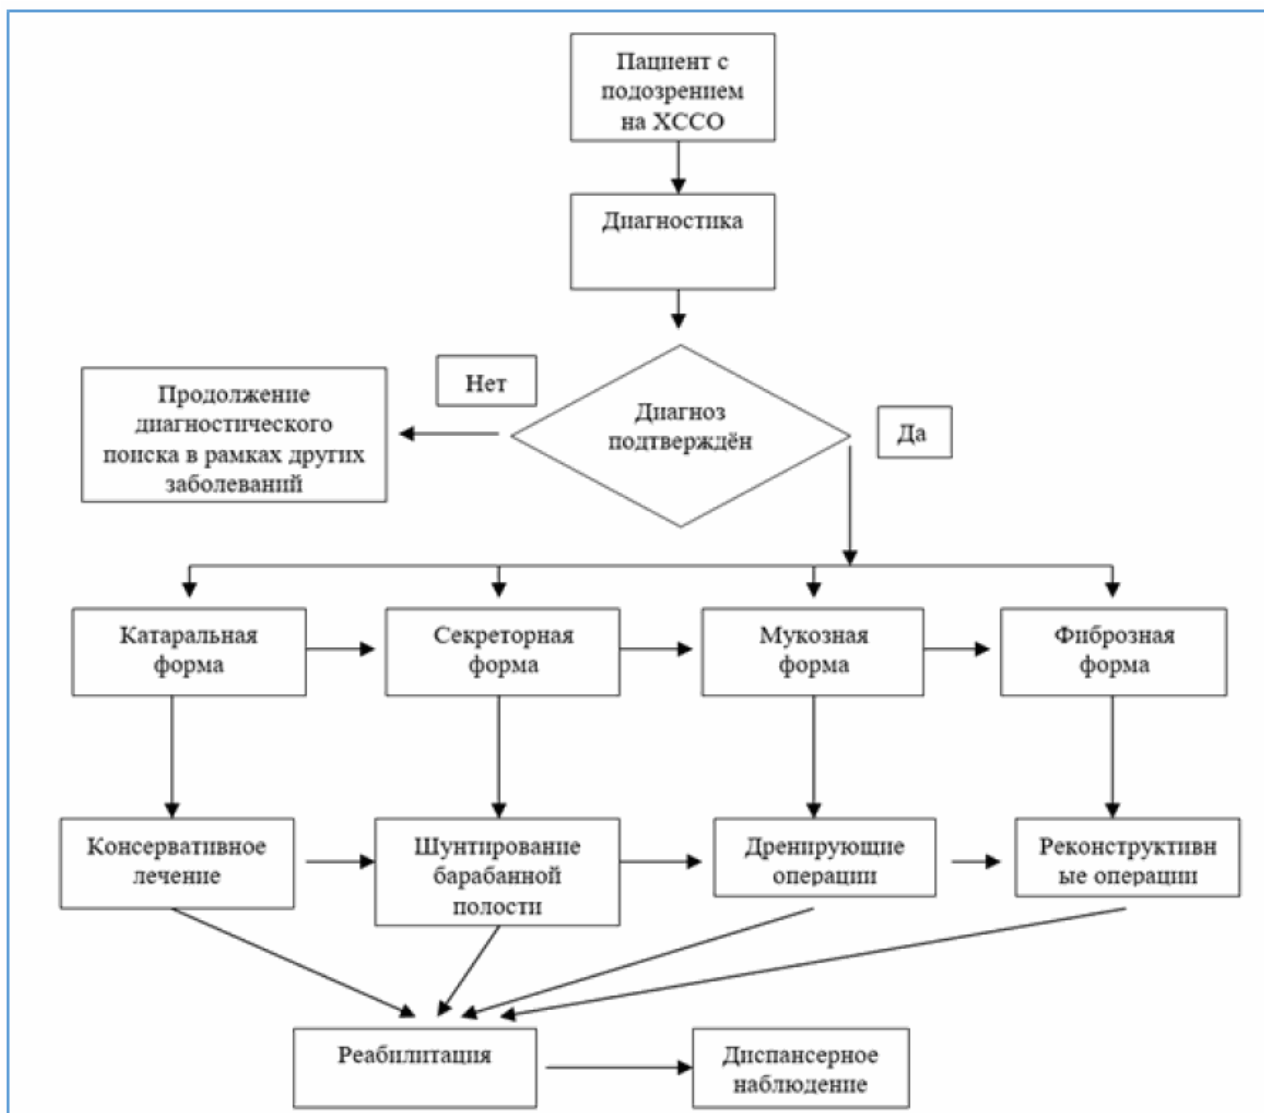 Пациент с
подозрением
на ХССО
Диагностика
Нет
Продолжение
диагностического
поиска в рамках других
заболеваний
Диагноз
подтверждён
Да
Катаральная
форма
Секреторная
форма
Мукозная
форма
Фиброзная
форма
Консервативное
лечение
Шунтирование
барабанной
полости
Дренирующие
операции
Реконструктивн
ые операции
Реабилитация
Диспансерное
наблюдение